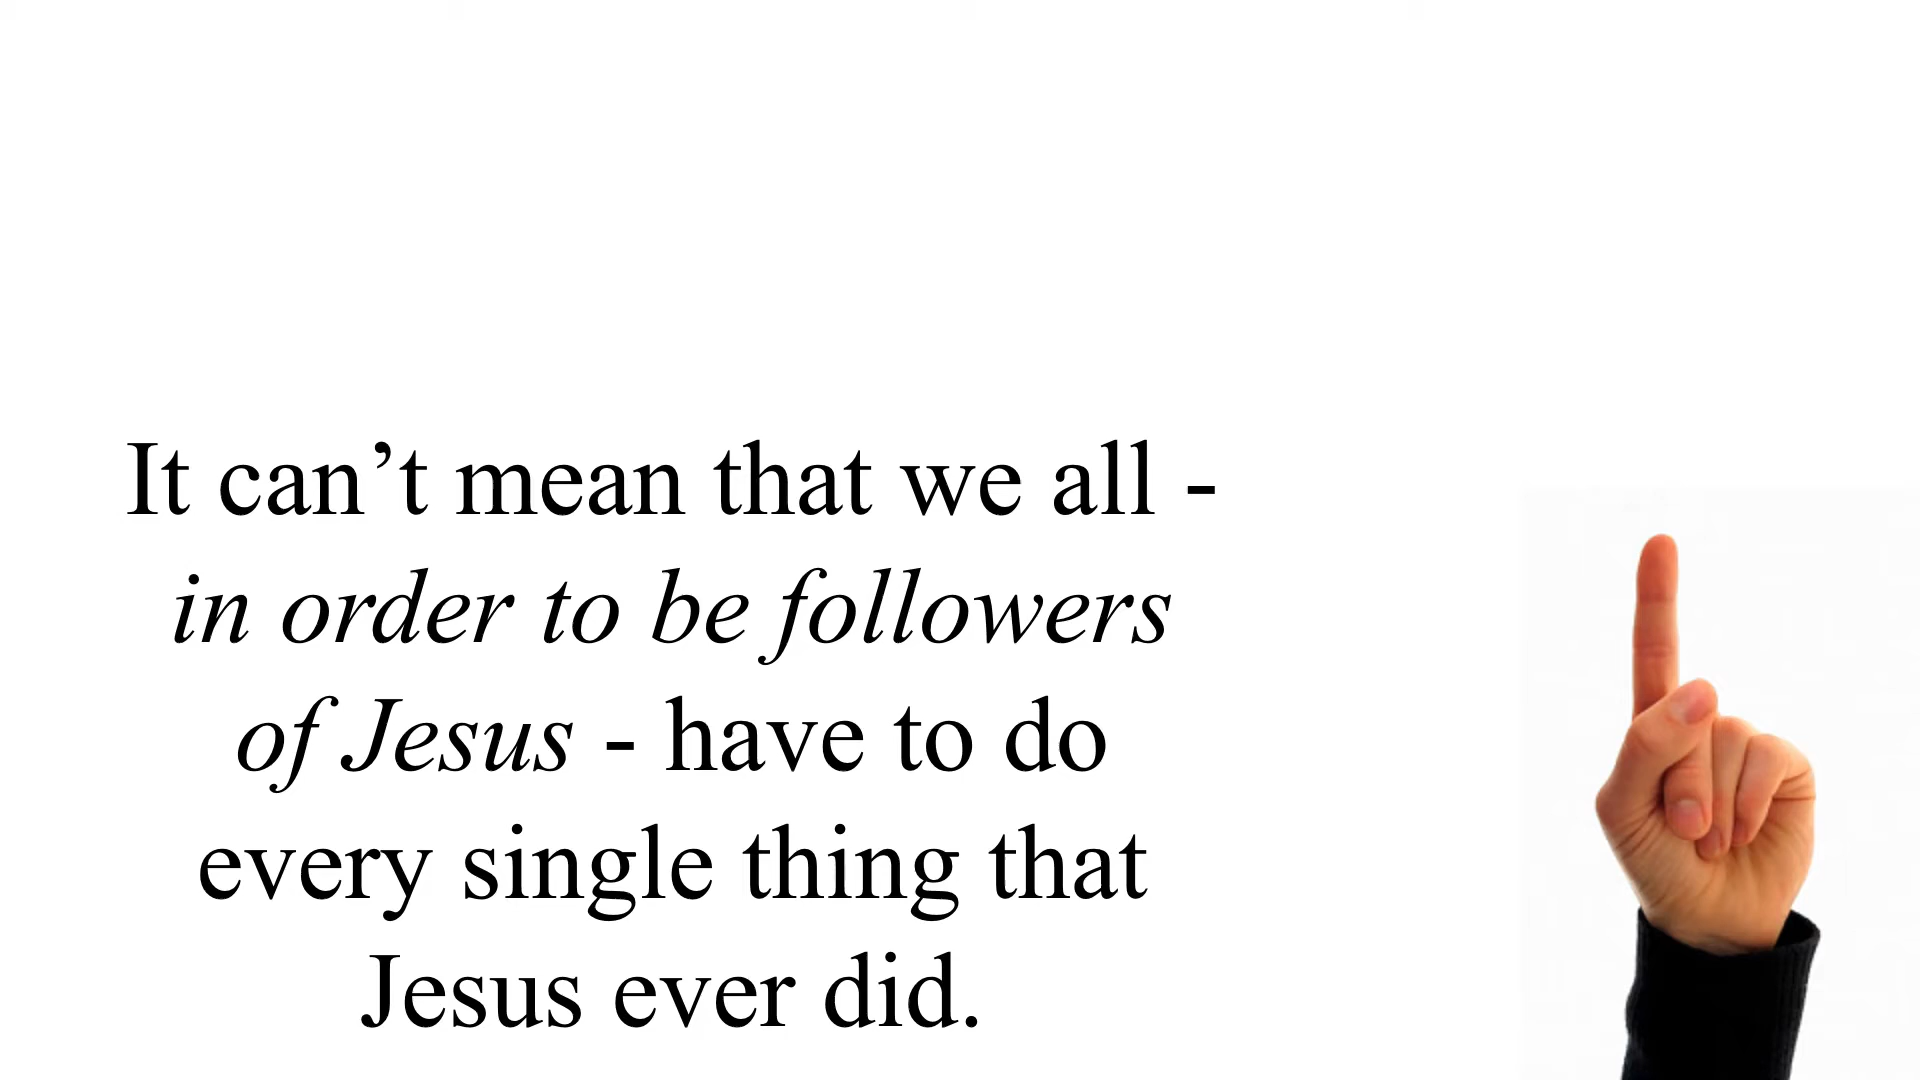 It can’t mean that we all -
in order to be followers
of Jesus - have to do
every single thing that
Jesus ever did.